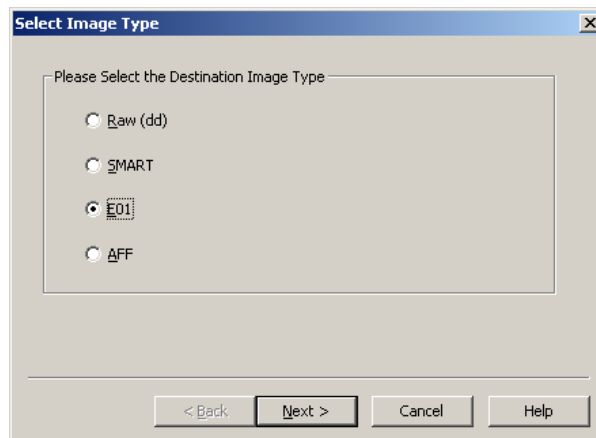 Select Image Type
Please Select the Destination Image Type
Raw (dd)
SMART
E01
AFF
< Back Next > Cancel Help